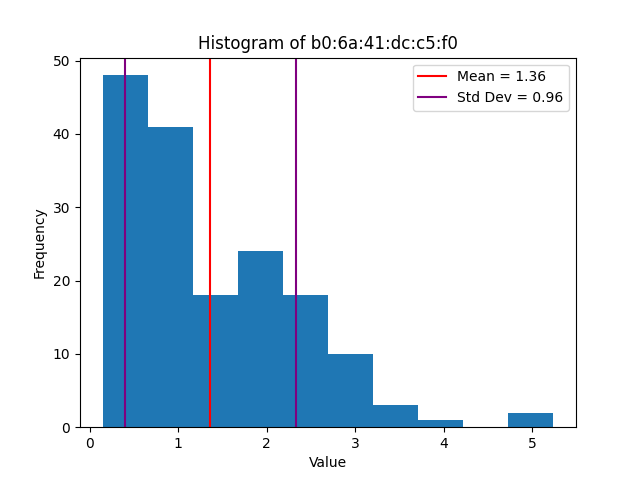 Histogram of b0:6a:41:dc:c5:f0
Mean = 1.36
Std Dev = 0.96
50
40
30
20
10
0
Frequency
0 1 2 3 4 5
Value